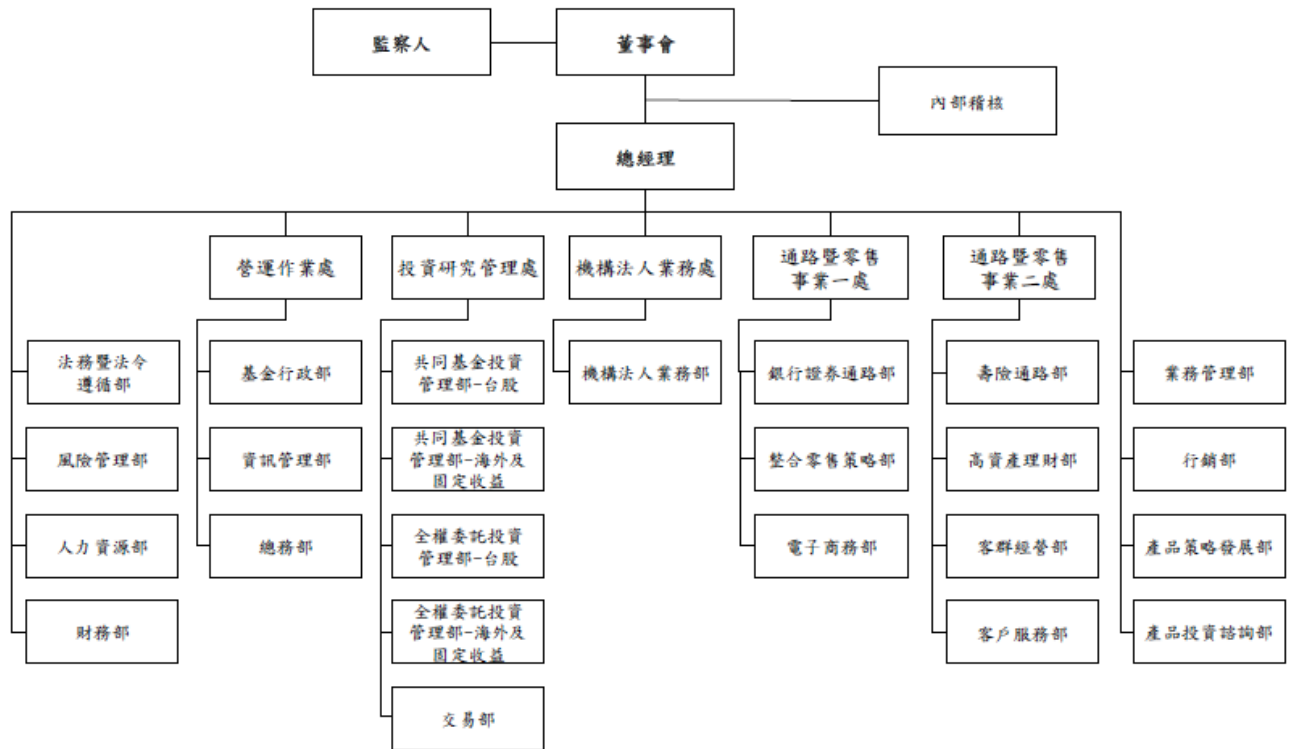 監察人
董事會
內部稽核
總經理
營運作業處
投資研究管理處
機構法人業務處
通路暨零售
事業一處
通路暨零售
事業二處
法務暨法令
遵循部
基金行政部
共同基金投資
管理部-台股
機構法人業務部
銀行證券通路部
壽險通路部
業務管理部
風險管理部
資訊管理部
共同基金投資
管理部-海外及
固定收益
整合零售策略部
高資產理財部
行銷部
人力資源部
總務部
全權委託投資
管理部-台股
電子商務部
客群經營部
產品策略發展部
財務部
全權委託投資
管理部-海外及
固定收益
客戶服務部
產品投資諮詢部
交易部